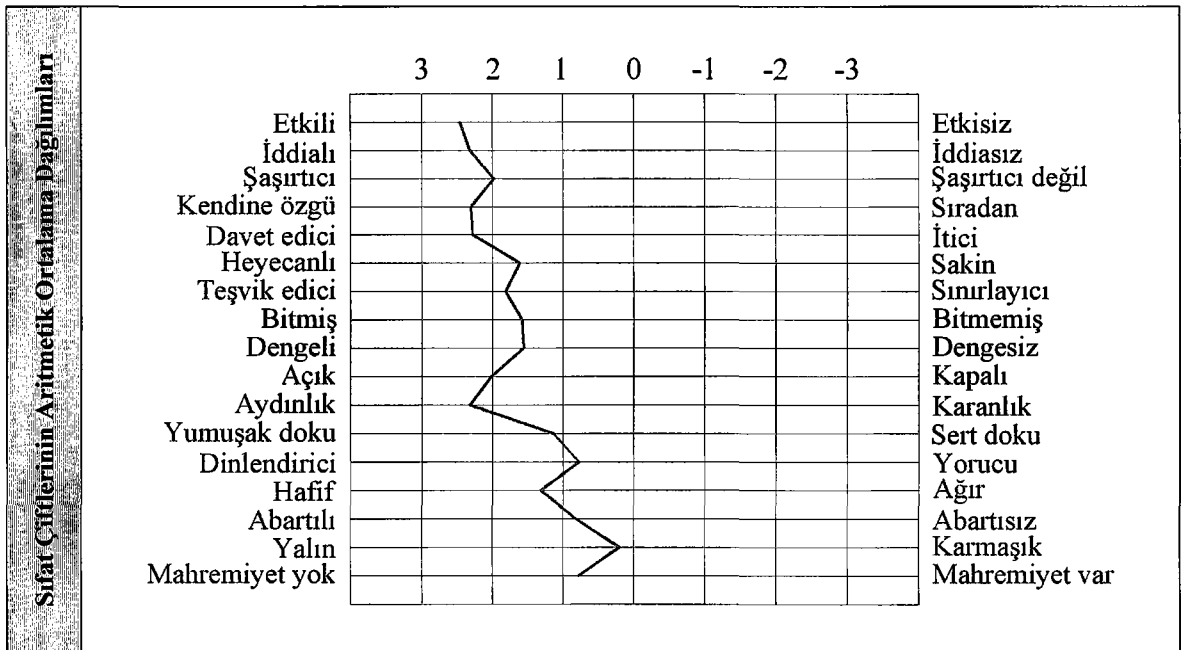 Sıfat Çiftlerinin Aritmetik Ortalama Dağılımları
3 2 1 0 -1 -2 -3
Etkili Etkisiz
İddialı İddiasız
Şaşırtıcı Şaşırtıcı değil
Kendine özgü Sıradan
Davet edici İtici
Heyecanlı Sakin
Teşvik edici Sınırlayıcı
Bitmiş Bitmemiş
Dengeli Dengesiz
Açık Kapalı
Aydınlık Karanlık
Yumuşak doku Sert doku
Dinlendirici Yorucu
Hafif Ağır
Abartılı Abartısız
Yalın Karmaşık
Mahremiyet yok Mahremiyet var